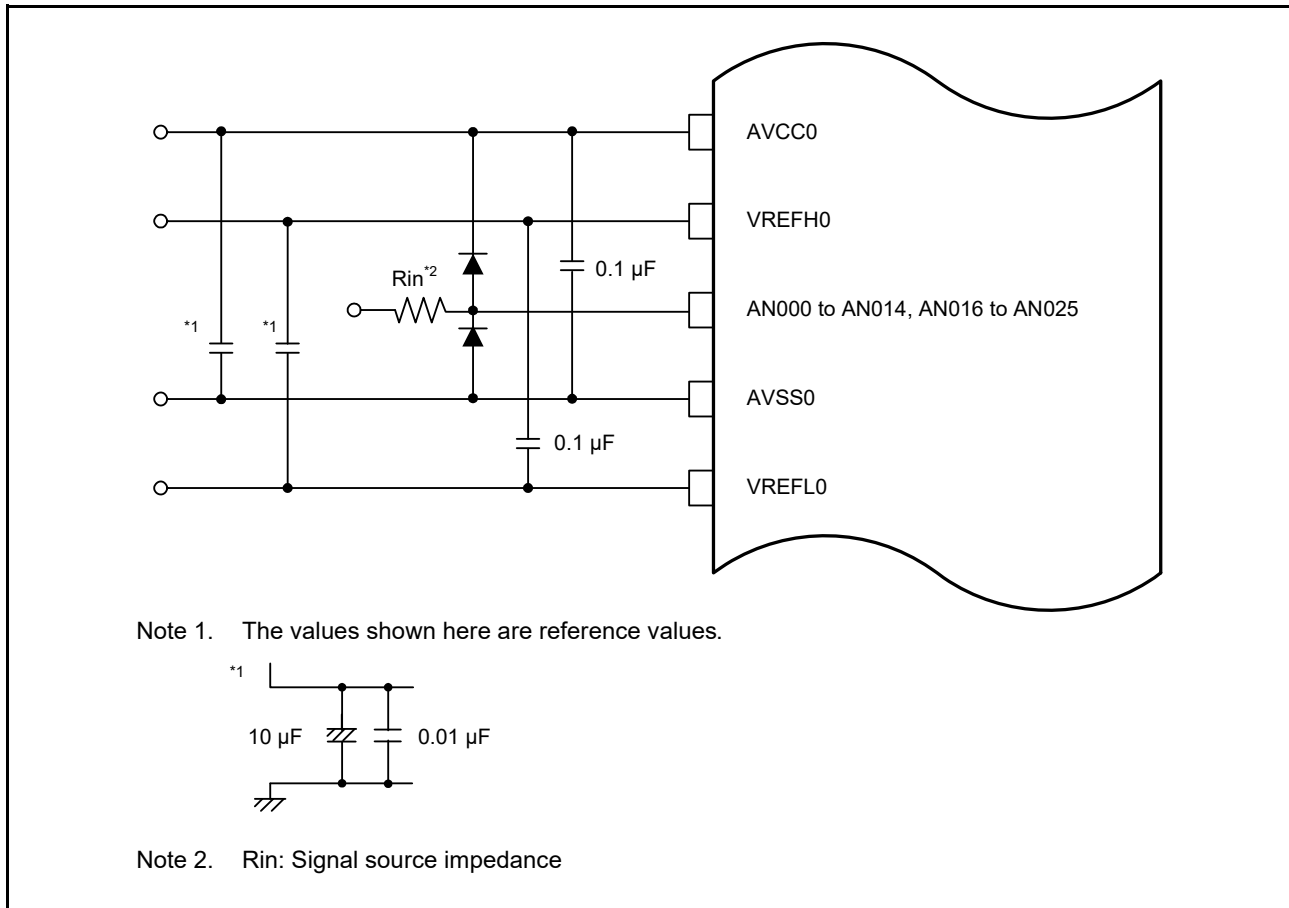 AVCC0
VREFH0
Rin*2
0.1 µF
AN000 to AN014, AN016 to AN025
*1
*1
AVSS0
0.1 µF
VREFL0
Note 1. The values shown here are reference values.
*1
10 µF
0.01 µF
Note 2. Rin: Signal source impedance